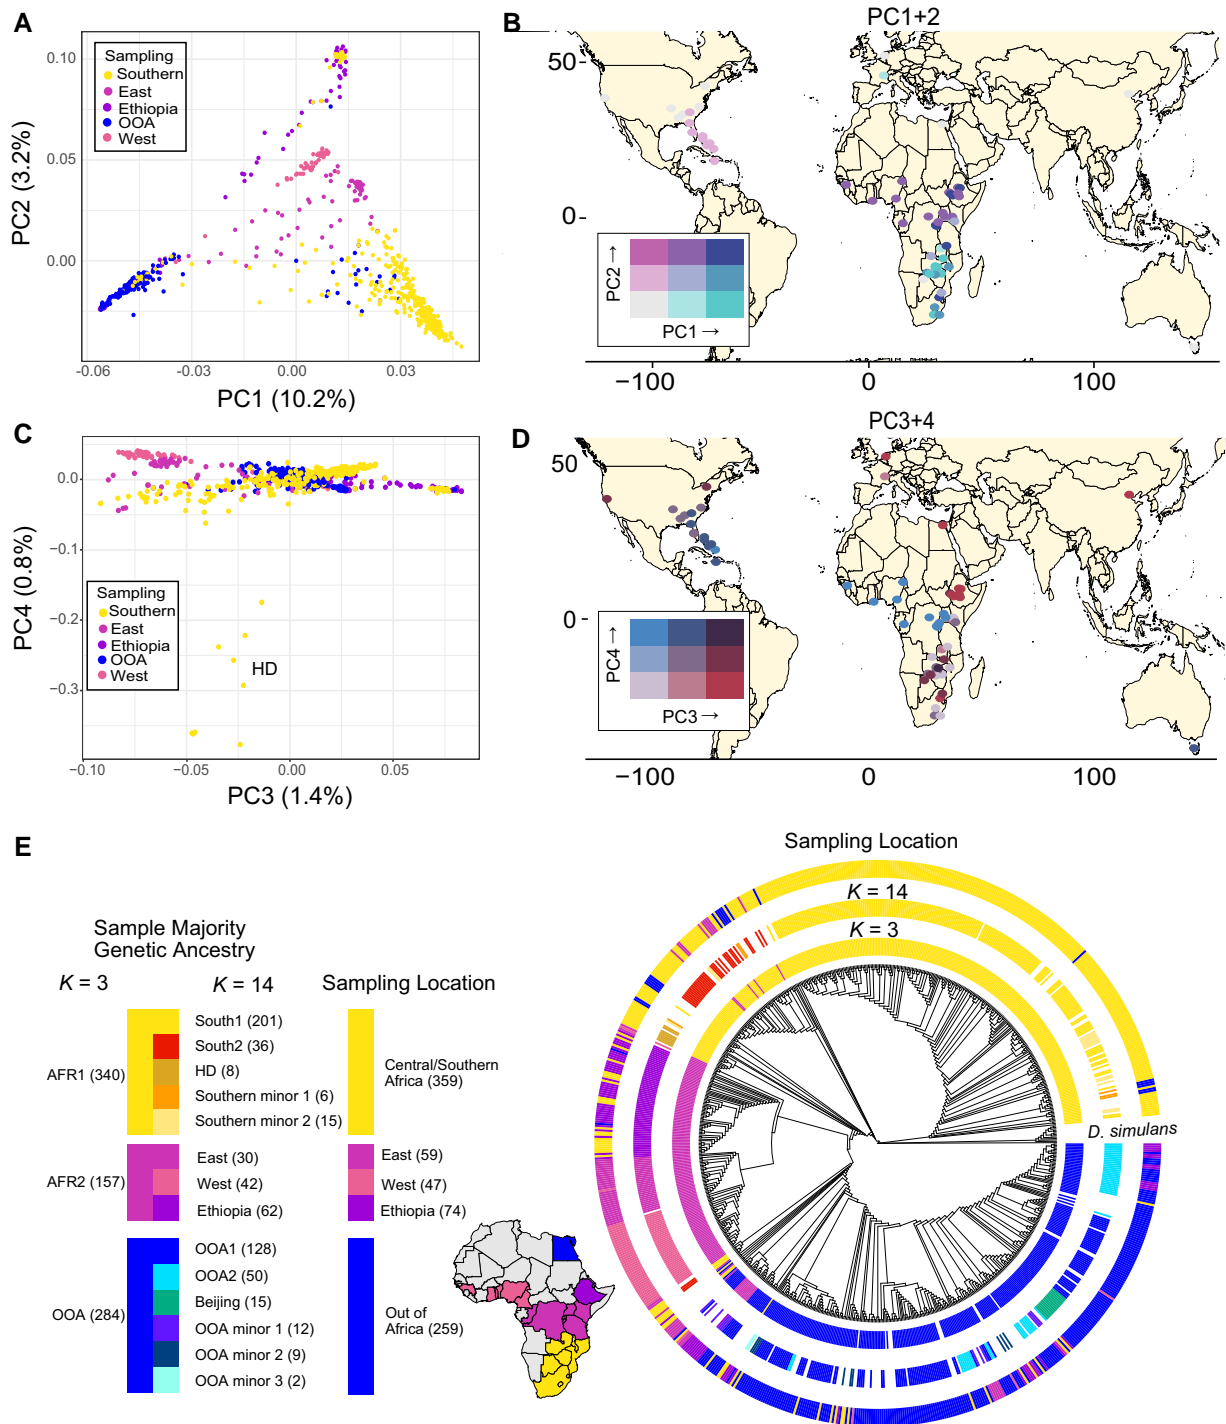 A
PC2 (3.2%)
0.10
0.05
0.00
Sampling
Southern
East
Ethiopia
OOA
West
−0.06
−0.03
0.00
0.03
PC1 (10.2%)
B
PC1+2
50
0
PC2 →
PC1 →
−100
0
100
C
PC4 (0.8%)
0.0
−0.1
−0.2
−0.3
Sampling
Southern
East
Ethiopia
OOA
West
HD
−0.10
−0.05
0.00
0.05
PC3 (1.4%)
D
PC3+4
50
0
PC4 →
PC3 →
−100
0
100
E
Sample Majority
Genetic Ancestry
K = 3
K = 14
Sampling Location
AFR1 (340)
South1 (201)
South2 (36)
HD (8)
Southern minor 1 (6)
Southern minor 2 (15)
Central/Southern
Africa (359)
AFR2 (157)
East (30)
West (42)
Ethiopia (62)
East (59)
West (47)
Ethiopia (74)
OOA (284)
OOA1 (128)
OOA2 (50)
Beijing (15)
OOA minor 1 (12)
OOA minor 2 (9)
OOA minor 3 (2)
Out of
Africa (259)
Sampling Location
K = 14
K = 3
D. simulans